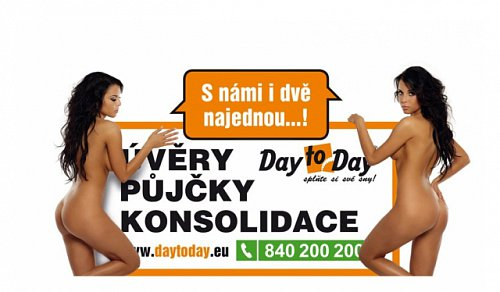 S námi i dvě
najednou...!
ÚVĚRY
PŮJČKY
KONSOLIDACE
Day to Day
splňte si své sny!
www.daytoday.eu
840 200 200